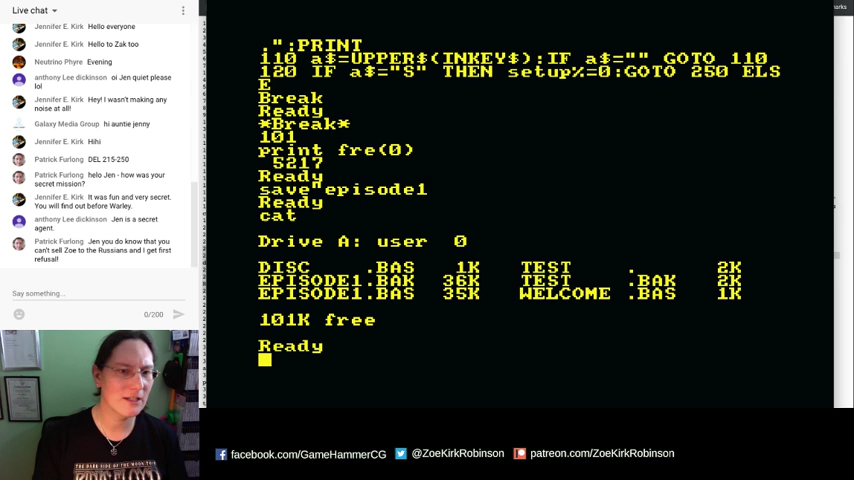 Live chat
Jennifer E. Kirk Hello everyone
Jennifer E. Kirk Hello to Zak too
Neutrino Phyre Evening
anthony Lee dickinson oi Jen quiet please
lol
Jennifer E. Kirk Hey! I wasn't making any
noise at all!
Galaxy Media Group hi auntie jenny
Jennifer E. Kirk Hihi
Patrick Furlong DEL 215-250
Patrick Furlong helo Jen - how was your
secret mission?
Jennifer E. Kirk It was fun and very secret.
You will find out before Warley.
anthony Lee dickinson Jen is a secret
agent.
Patrick Furlong Jen you do know that you
can't sell Zoe to the Russians and I get first
refusal!
Say something...
0/200
.":PRINT
110 a$=UPPER$(INKEY$):IF a$="" GOTO 110
120 IF a$="S" THEN setup%=0:GOTO 250 ELS
E
Break
Ready
*Break*
101
print fre(0)
5217
Ready
save"episode1
Ready
cat
Drive A: user 0
DISC .BAS 1K TEST . 2K
EPISODE1.BAK 36K TEST .BAK 2K
EPISODE1.BAS 35K WELCOME .BAS 1K
101K free
Ready
THE DARK SIDE OF THE MOON
PINK FLOYD
facebook.com/GameHammerCG @ZoeKirkRobinson patreon.com/ZoeKirkRobinson